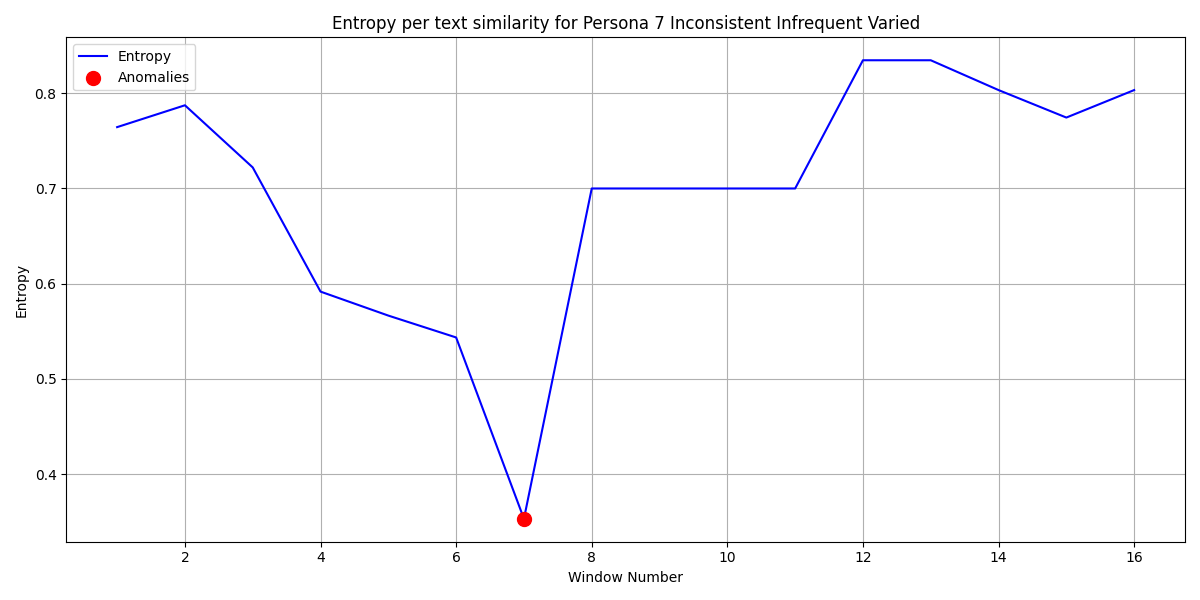 Entropy per text similarity for Persona 7 Inconsistent Infrequent Varied
Entropy
Anomalies
0.8
0.7
0.6
0.5
0.4
Entropy
2 4 6 8 10 12 14 16
Window Number